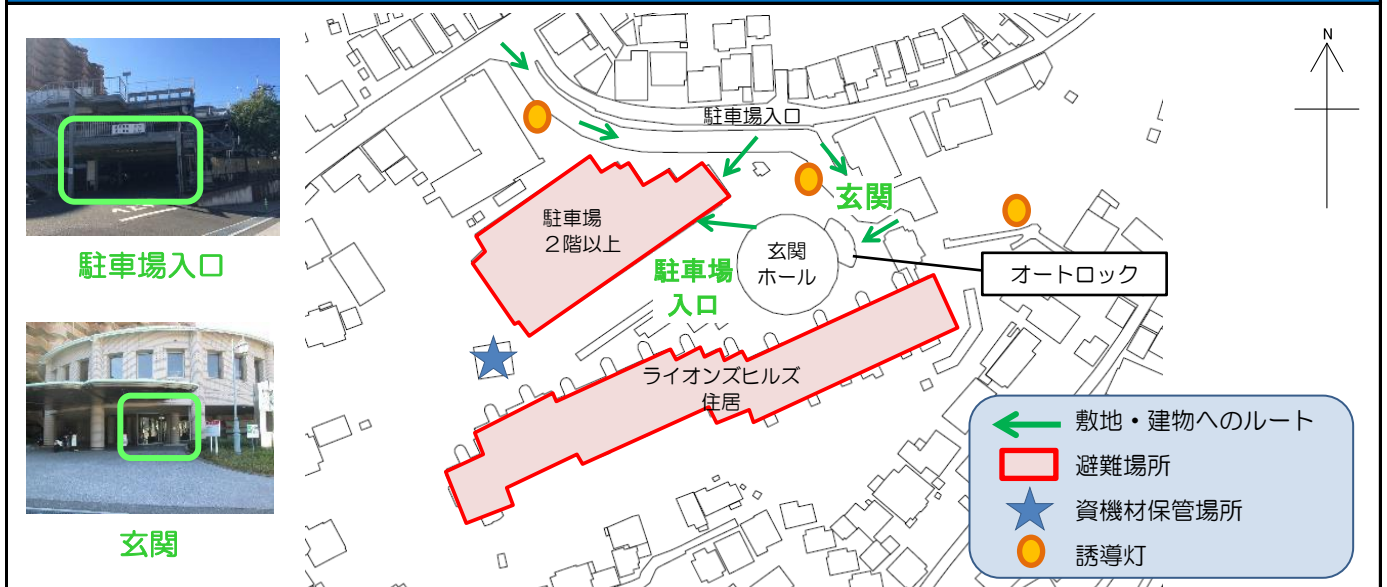 駐車場入口
玄関
N
駐車場入口
玄関
駐車場
２階以上
玄関
ホール
オートロック
駐車場
入口
ライオンズヒルズ
住居
敷地・建物へのルート
避難場所
資機材保管場所
誘導灯